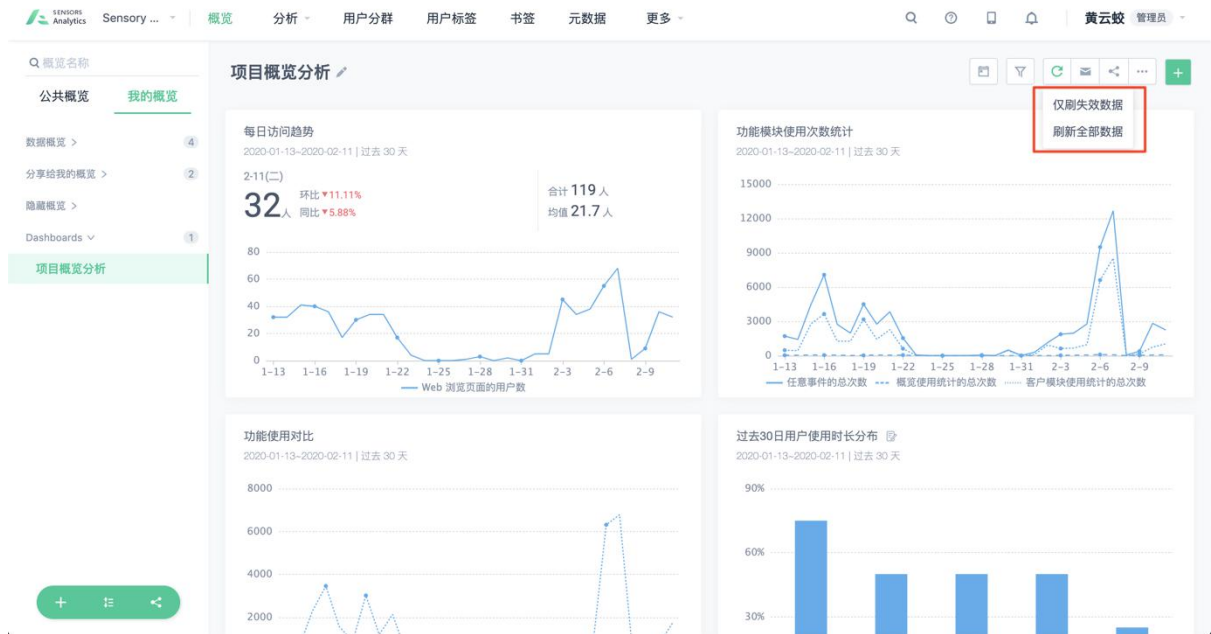 SENSORS
Analytics
Sensory ...
概览
分析
用户分群
用户标签
书签
元数据
更多
黄云蛟 管理员
概览名称
公共概览
我的概览
数据概览 > 4
分享给我的概览 > 2
隐藏概览 >
Dashboards 1
项目概览分析
项目概览分析
仅刷失效数据
刷新全部数据
每日访问趋势
2020-01-13~2020-02-11 | 过去 30 天
2-11(二)
32人
环比 ▼11.11%
同比 ▼5.88%
合计 119 人
均值 21.7 人
80
60
40
20
0
1-13 1-16 1-19 1-22 1-25 1-28 1-31 2-3 2-6 2-9
Web 浏览页面的用户数
功能模块使用次数统计
2020-01-13~2020-02-11 | 过去 30 天
15000
12000
9000
6000
3000
0
1-13 1-16 1-19 1-22 1-25 1-28 1-31 2-3 2-6 2-9
任意事件的总次数 概览使用统计的总次数 客户模块使用统计的总次数
功能使用对比
2020-01-13~2020-02-11 | 过去 30 天
8000
6000
4000
2000
过去30日用户使用时长分布
2020-01-13~2020-02-11 | 过去 30 天
90%
60%
30%